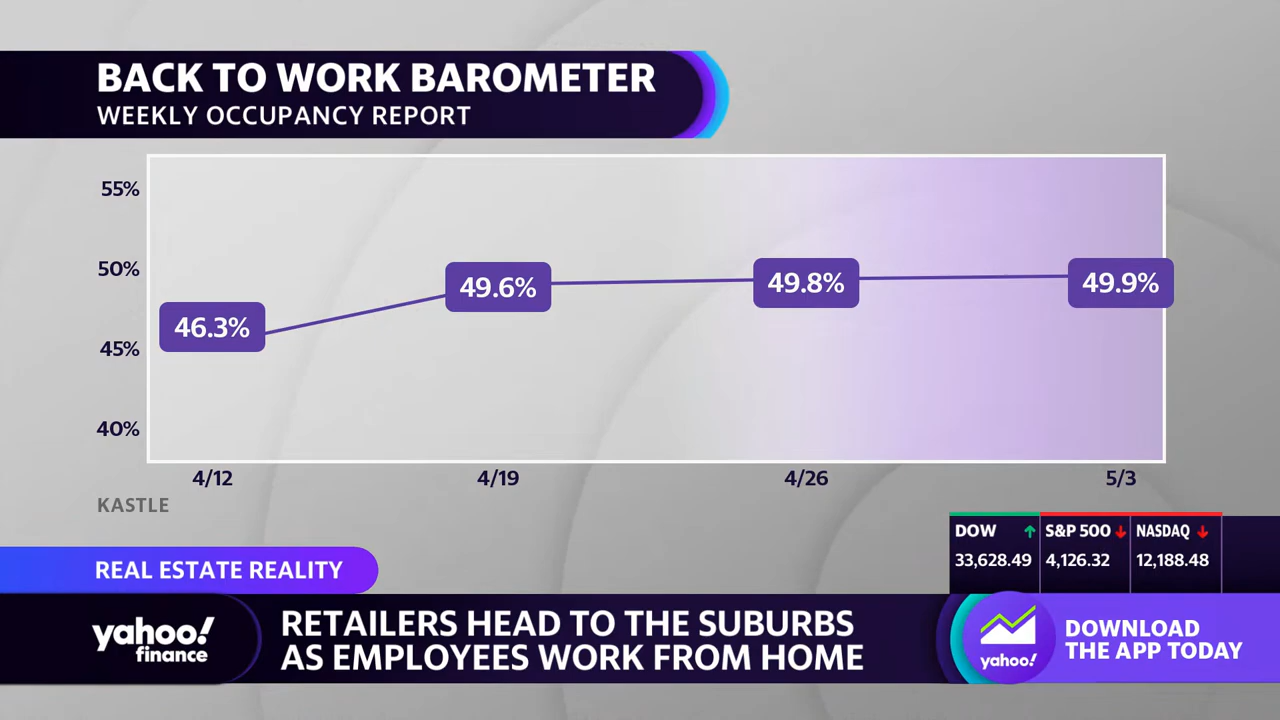 BACK TO WORK BAROMETER
WEEKLY OCCUPANCY REPORT
55%
50%
45%
40%
46.3%
49.6%
49.8%
49.9%
4/12
4/19
4/26
5/3
KASTLE
DOW
33,628.49
S&P 500
4,126.32
NASDAQ
12,188.48
REAL ESTATE REALITY
yahoo!
finance
RETAILERS HEAD TO THE SUBURBS
AS EMPLOYEES WORK FROM HOME
yahoo!
DOWNLOAD
THE APP TODAY